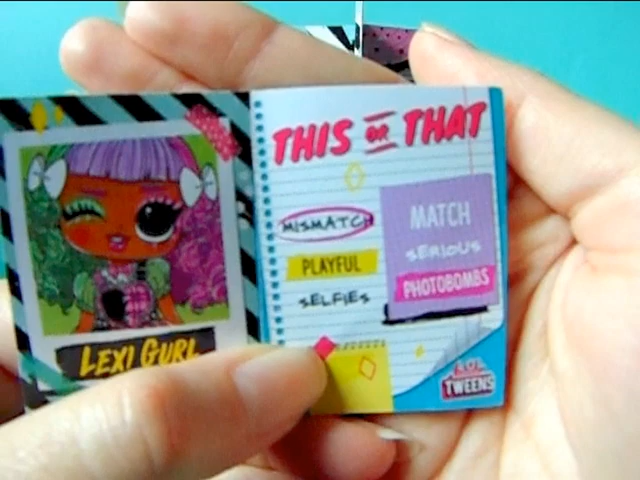 LEXI GURL
THIS OR THAT
MISMATCH
PLAYFUL
SELFIES
MATCH
SERIOUS
PHOTOBOMBS
L.O.L.
TWEENS